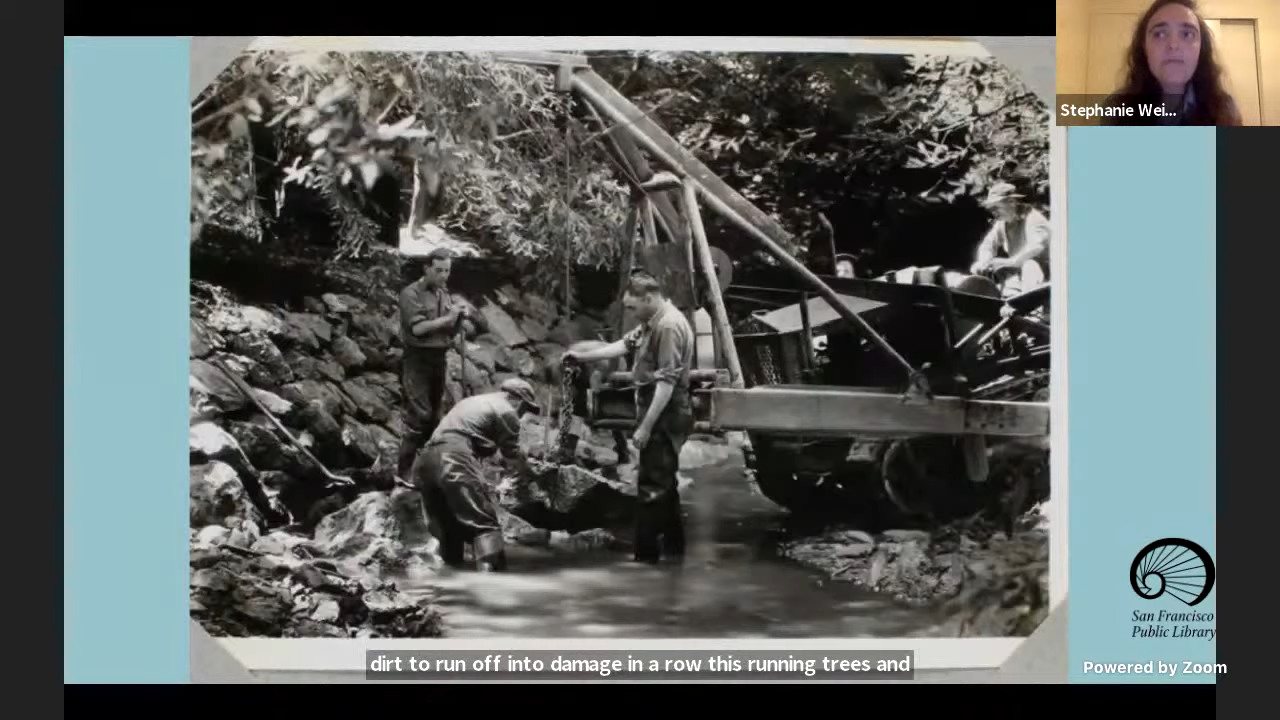 Stephanie Wei...
San Francisco
Public Library
dirt to run off into damage in a row this running trees and
Powered by Zoom